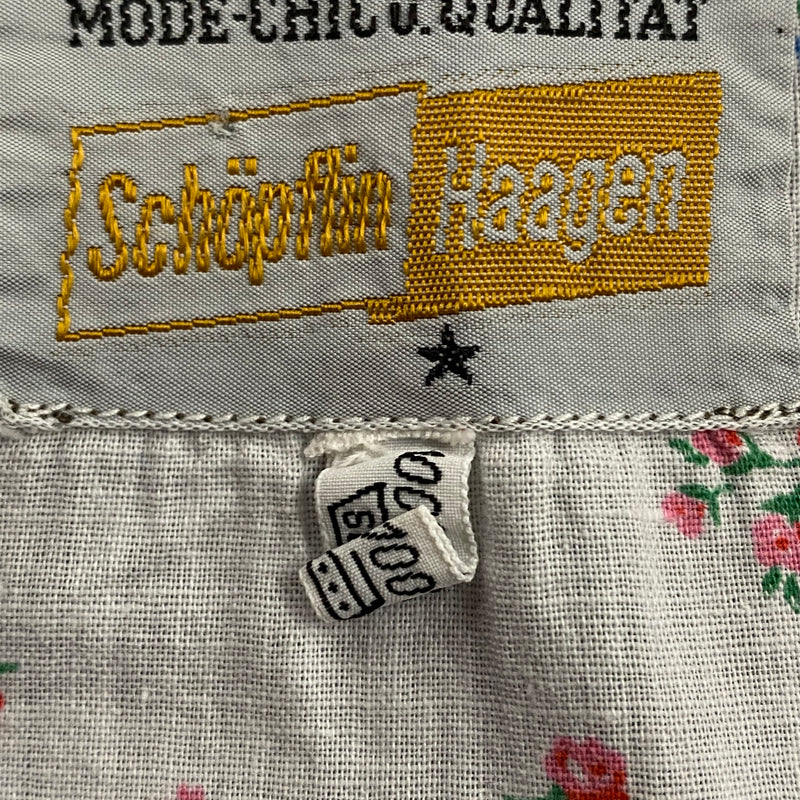 MODE-CHIC u. QUALITÄT
Schöpflin Haagen